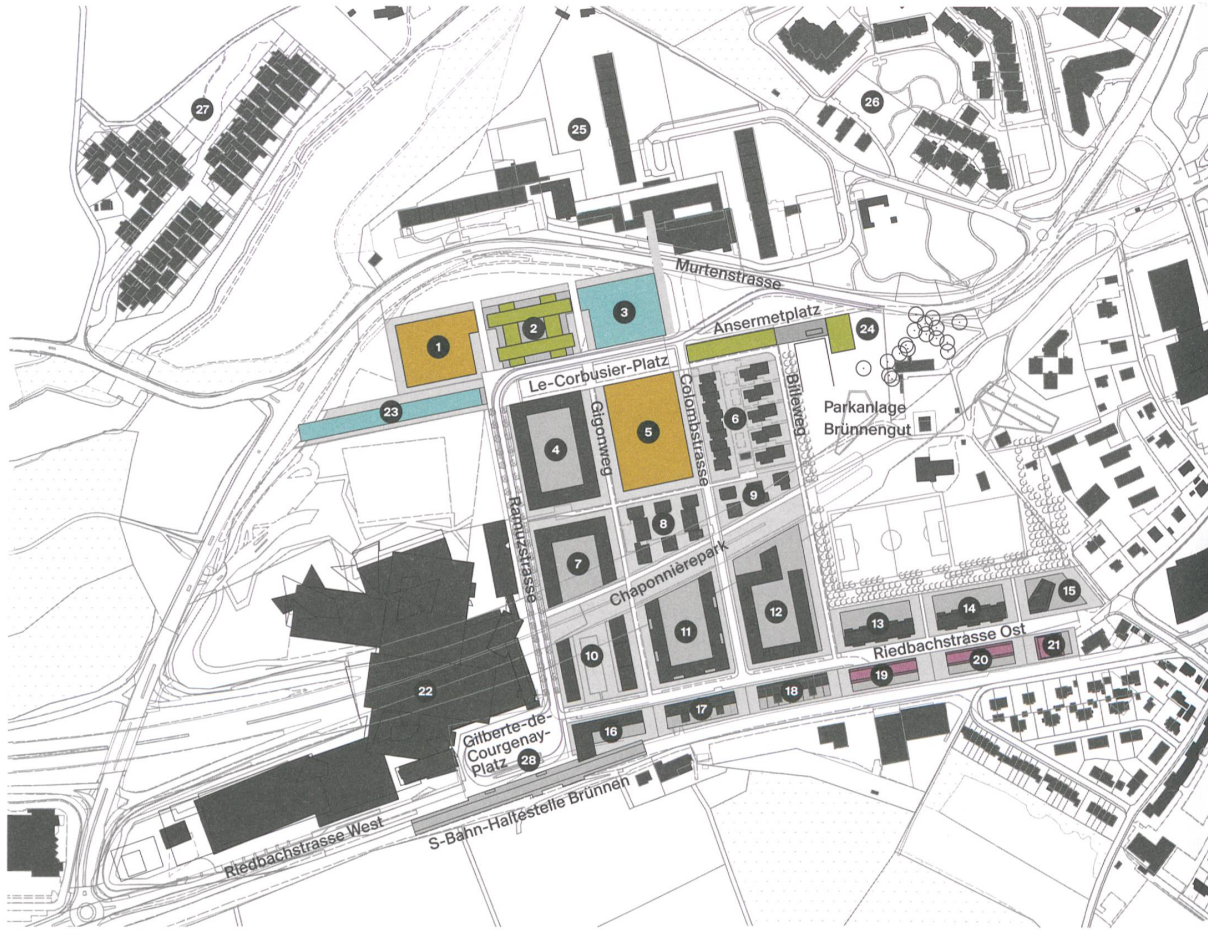 27
25
26
Murtenstrasse
3
2
1
Ansermetplatz
24
Le-Corbusier-Platz
23
Gigonweg
Colombstrasse
Billeweg
Parkanlage
Brünnengut
4
5
6
Ramuzstrasse
9
8
7
Chaponnièrepark
10
11
12
13
14
15
Riedbachstrasse Ost
19
20
21
22
16
17
18
Gilberte-de-
Courgenay-
Platz
28
S-Bahn-Haltestelle Brünnen
Riedbachstrasse West